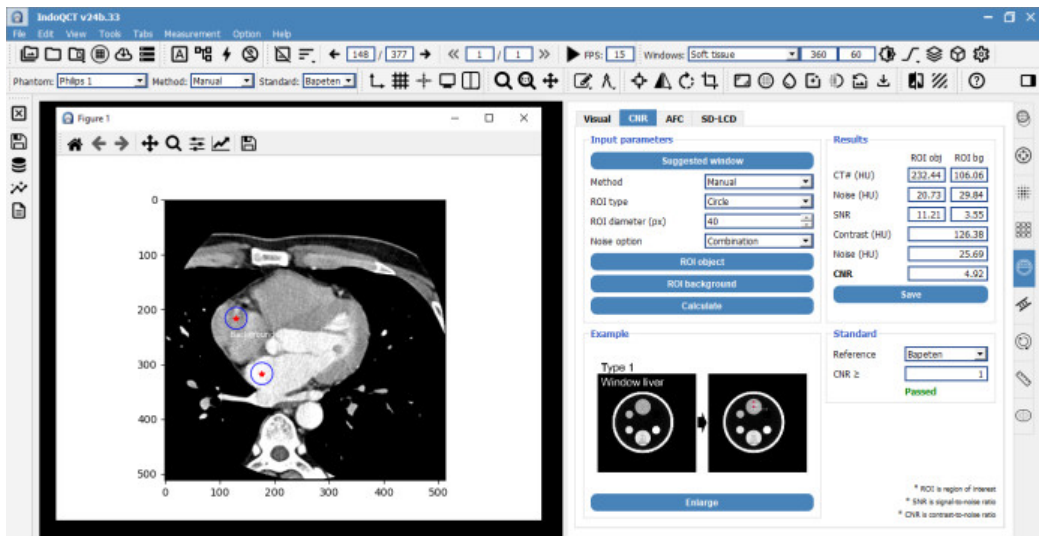 IndoQCT v24b.33
File Edit View Tools Tabs Measurement Option Help
148 / 377 1 / 1 FPS: 15 Windows: Soft tissue 360 60
Phantom: Philips 1 Method: Manual Standard: Bapeten
Figure 1
0
100
200
300
400
500
0 100 200 300 400 500
Visual CNR AFC SD-LCD
Input parameters
Suggested window
Method Manual
ROI type Circle
ROI diameter (px) 40
Noise option Combination
ROI object
ROI background
Calculate
Results
ROI obj ROI bg
CT# (HU) 232.44 106.06
Noise (HU) 20.73 29.84
SNR 11.21 3.55
Contrast (HU) 126.38
Noise (HU) 25.69
CNR 4.92
Save
Example
Type 1
Window liver
Enlarge
Standard
Reference Bapeten
CNR ≥ 1
Passed
* ROI is region of interest
* SNR is signal-to-noise ratio
* CNR is contrast-to-noise ratio